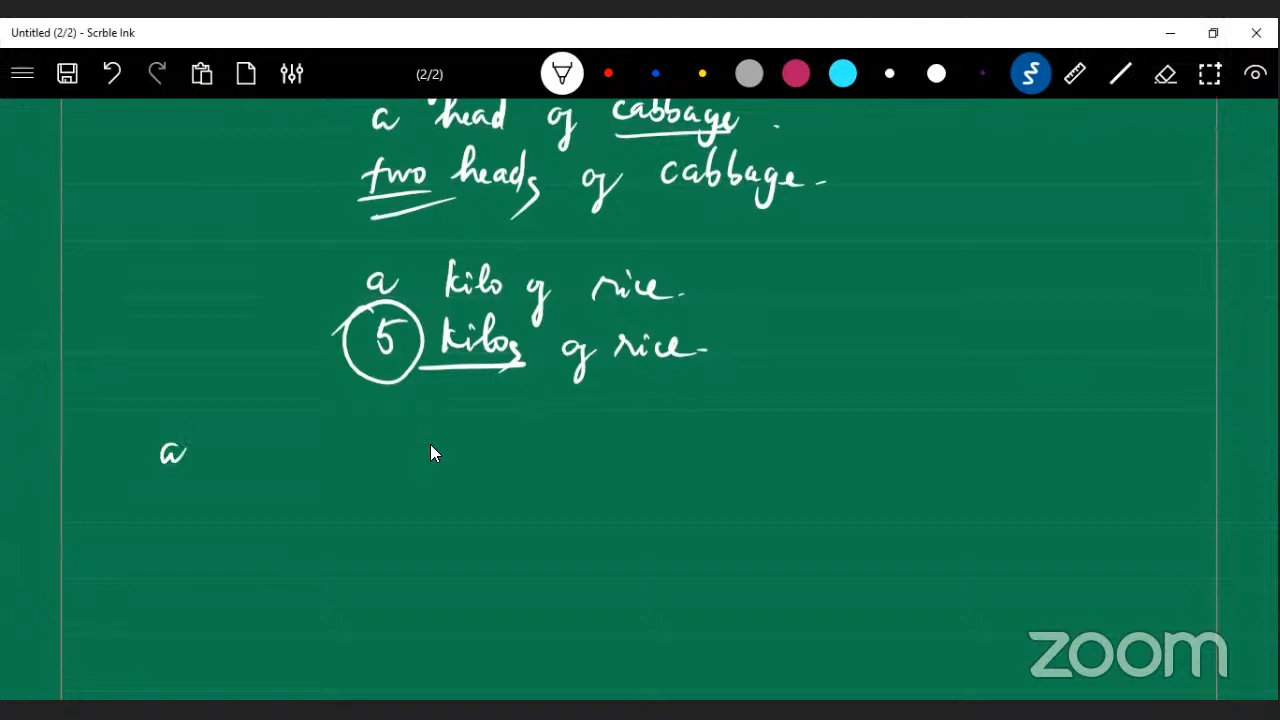 Untitled (2/2) - Scrble Ink
(2/2)
a head of cabbage.
two heads of cabbage.
a kilo of rice.
5 kilos of rice.
a
zoom